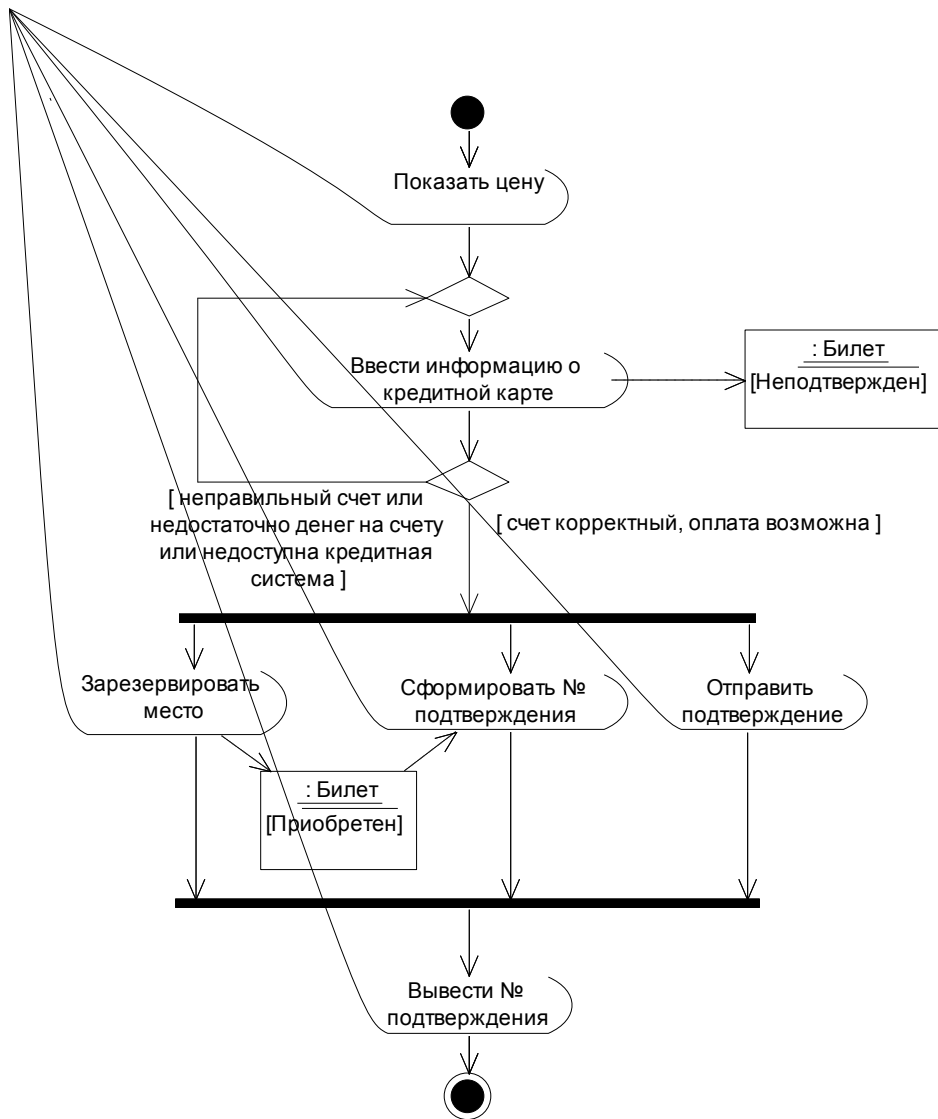 Показать цену
Ввести информацию о
кредитной карте
: Билет
[Неподтвержден]
[ неправильный счет или
недостаточно денег на счету
или недоступна кредитная
система ]
[ счет корректный, оплата возможна ]
Зарезервировать
место
Сформировать №
подтверждения
Отправить
подтверждение
: Билет
[Приобретен]
Вывести №
подтверждения